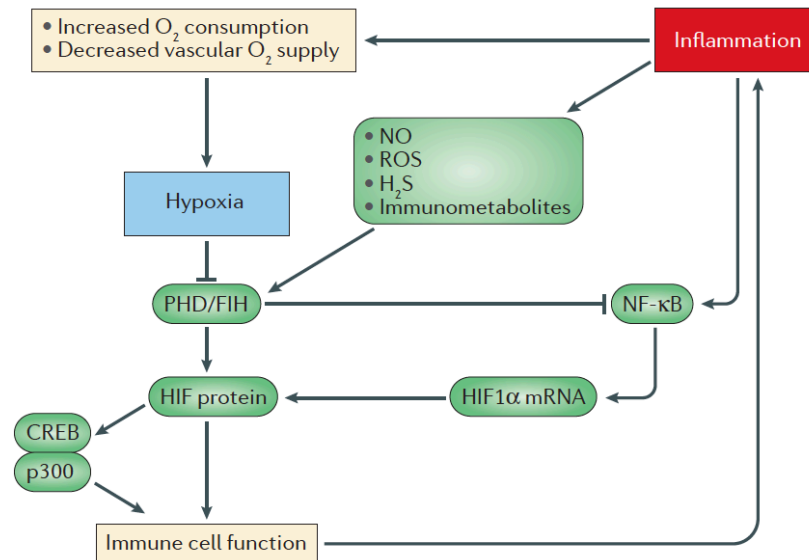 • Increased O₂ consumption
• Decreased vascular O₂ supply
Inflammation
• NO
• ROS
• H₂S
• Immunometabolites
Hypoxia
PHD/FIH
NF-κB
HIF protein
HIF1α mRNA
CREB
p300
Immune cell function